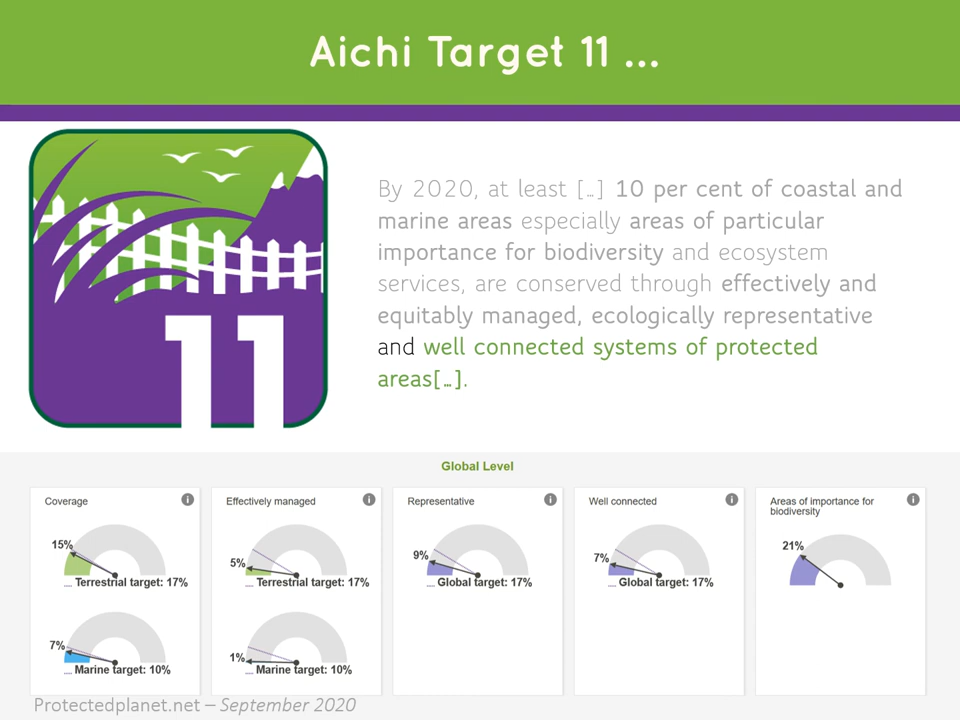 Aichi Target 11 ...
By 2020, at least [...] 10 per cent of coastal and
marine areas especially areas of particular
importance for biodiversity and ecosystem
services, are conserved through effectively and
equitably managed, ecologically representative
and well connected systems of protected
areas[...].
11
Global Level
Coverage
15%
.... Terrestrial target: 17%
7%
.... Marine target: 10%
Effectively managed
5%
.... Terrestrial target: 17%
1%
.... Marine target: 10%
Representative
9%
.... Global target: 17%
Well connected
7%
.... Global target: 17%
Areas of importance for
biodiversity
21%
Protectedplanet.net – September 2020